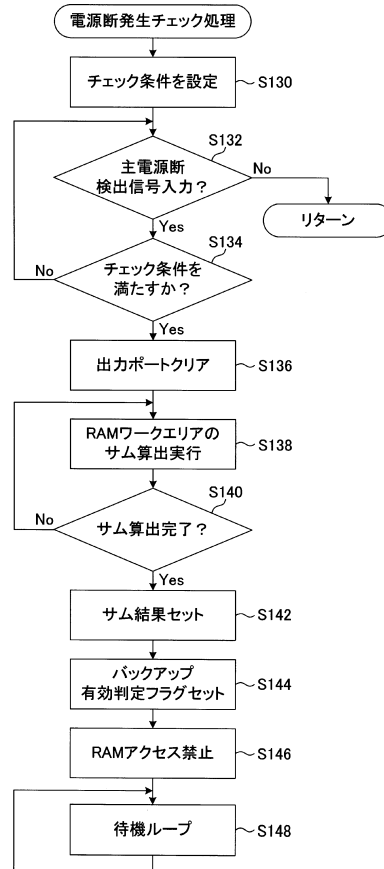 電源断発生チェック処理
チェック条件を設定
S130
S132
主電源断
検出信号入力?
No
リターン
Yes
S134
チェック条件を
満たすか?
No
Yes
出力ポートクリア
S136
RAMワークエリアの
サム算出実行
S138
S140
サム算出完了?
No
Yes
サム結果セット
S142
バックアップ
有効判定フラグセット
S144
RAMアクセス禁止
S146
待機ループ
S148